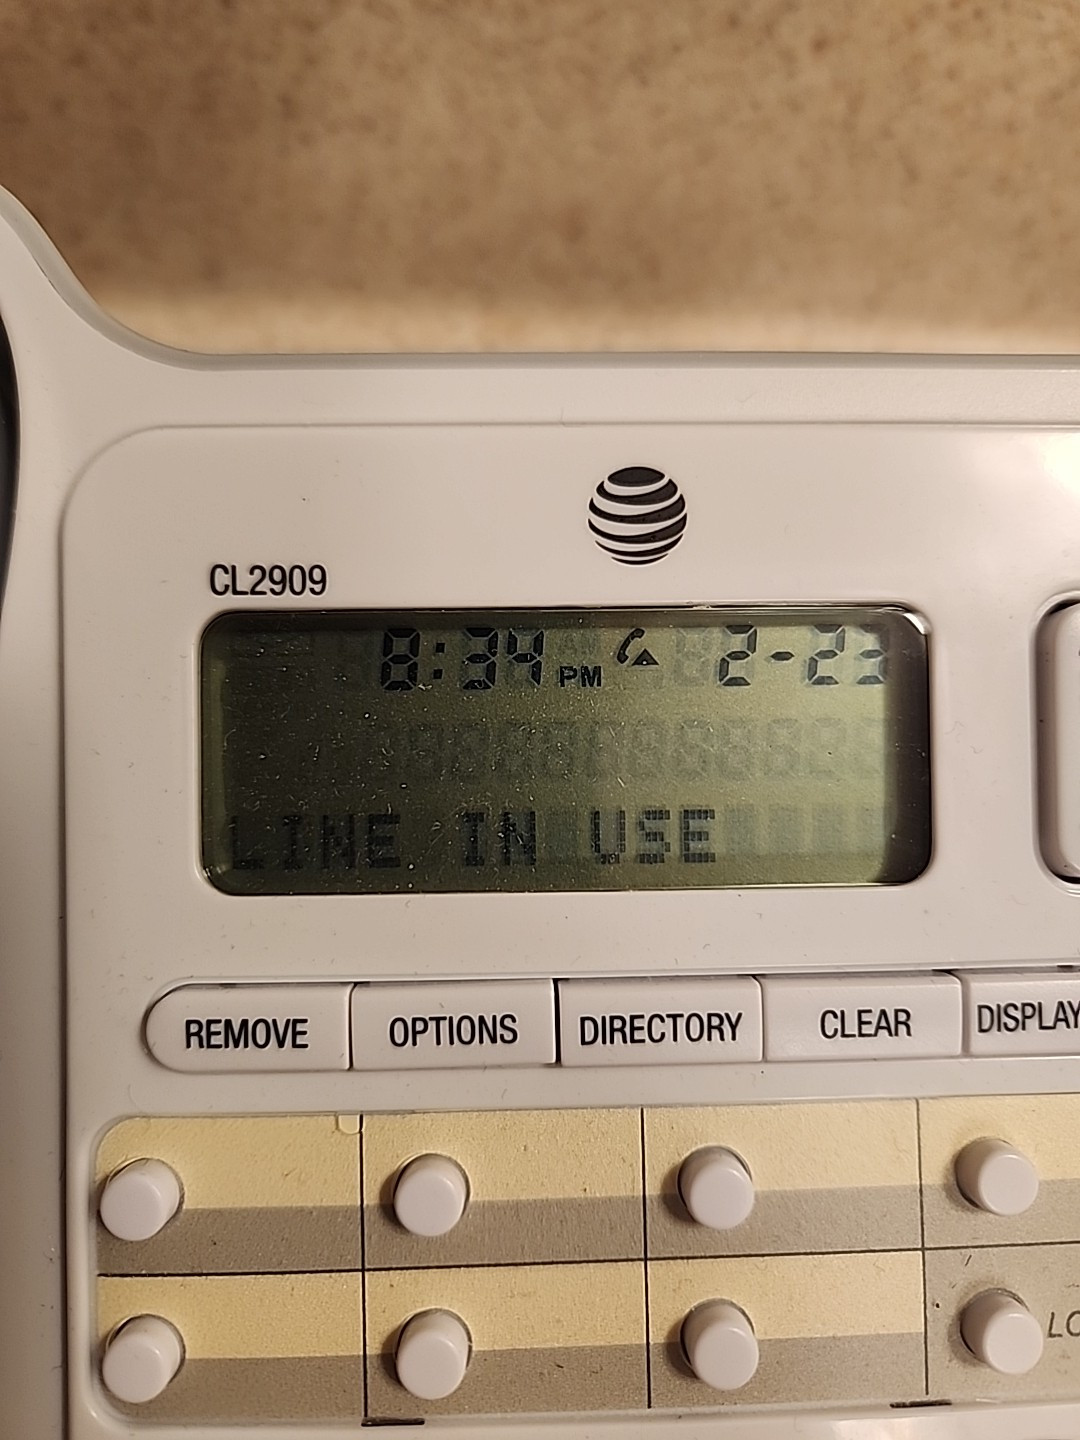 CL2909
8:34 PM 2-23
LINE IN USE
REMOVE OPTIONS DIRECTORY CLEAR DISPLAY